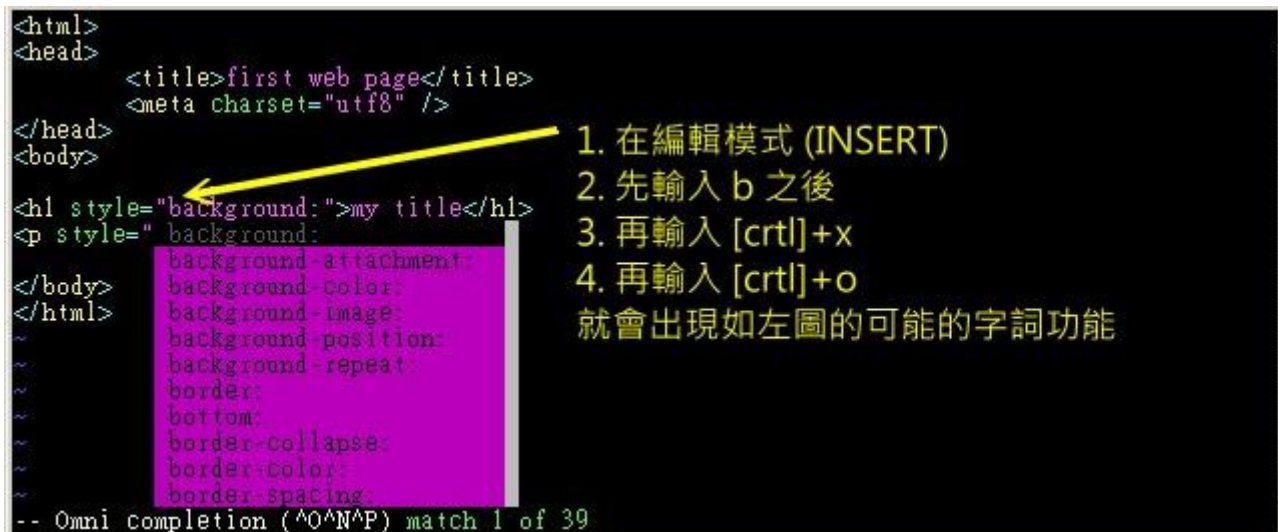 <html>
<head>
<title>first web page</title>
<meta charset="utf8" />
</head>
<body>
<h1 style="background:">my title</h1>
<p style=" background:
background-attachment:
</body> background-color:
</html> background-image:
~ background-position:
~ background-repeat:
~ border:
~ bottom:
~ border-collapse:
~ border-color:
~ border-spacing:
-- Omni completion (^O^N^P) match 1 of 39
1. 在編輯模式 (INSERT)
2. 先輸入 b 之後
3. 再輸入 [crtl]+x
4. 再輸入 [crtl]+o
就會出現如左圖的可能的字詞功能